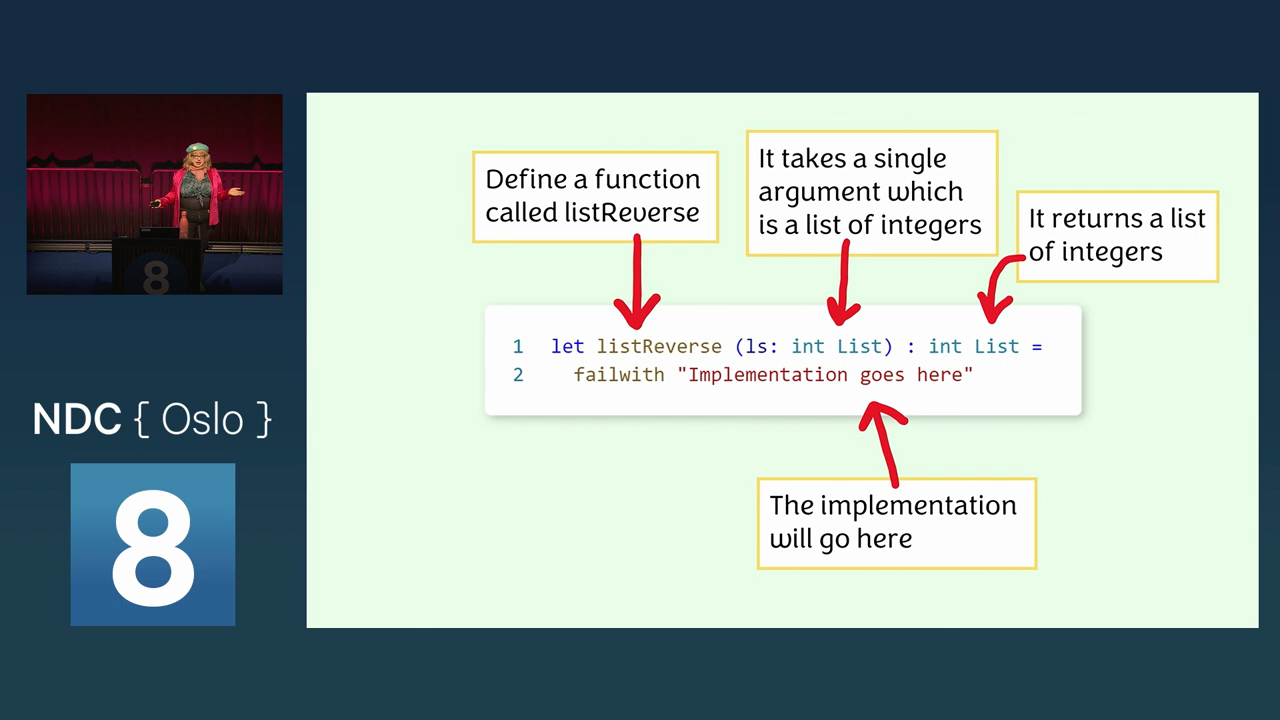 Define a function
called listReverse
It takes a single
argument which
is a list of integers
It returns a list
of integers
1 let listReverse (ls: int List) : int List =
2 failwith "Implementation goes here"
The implementation
will go here
8
NDC { Oslo }
8